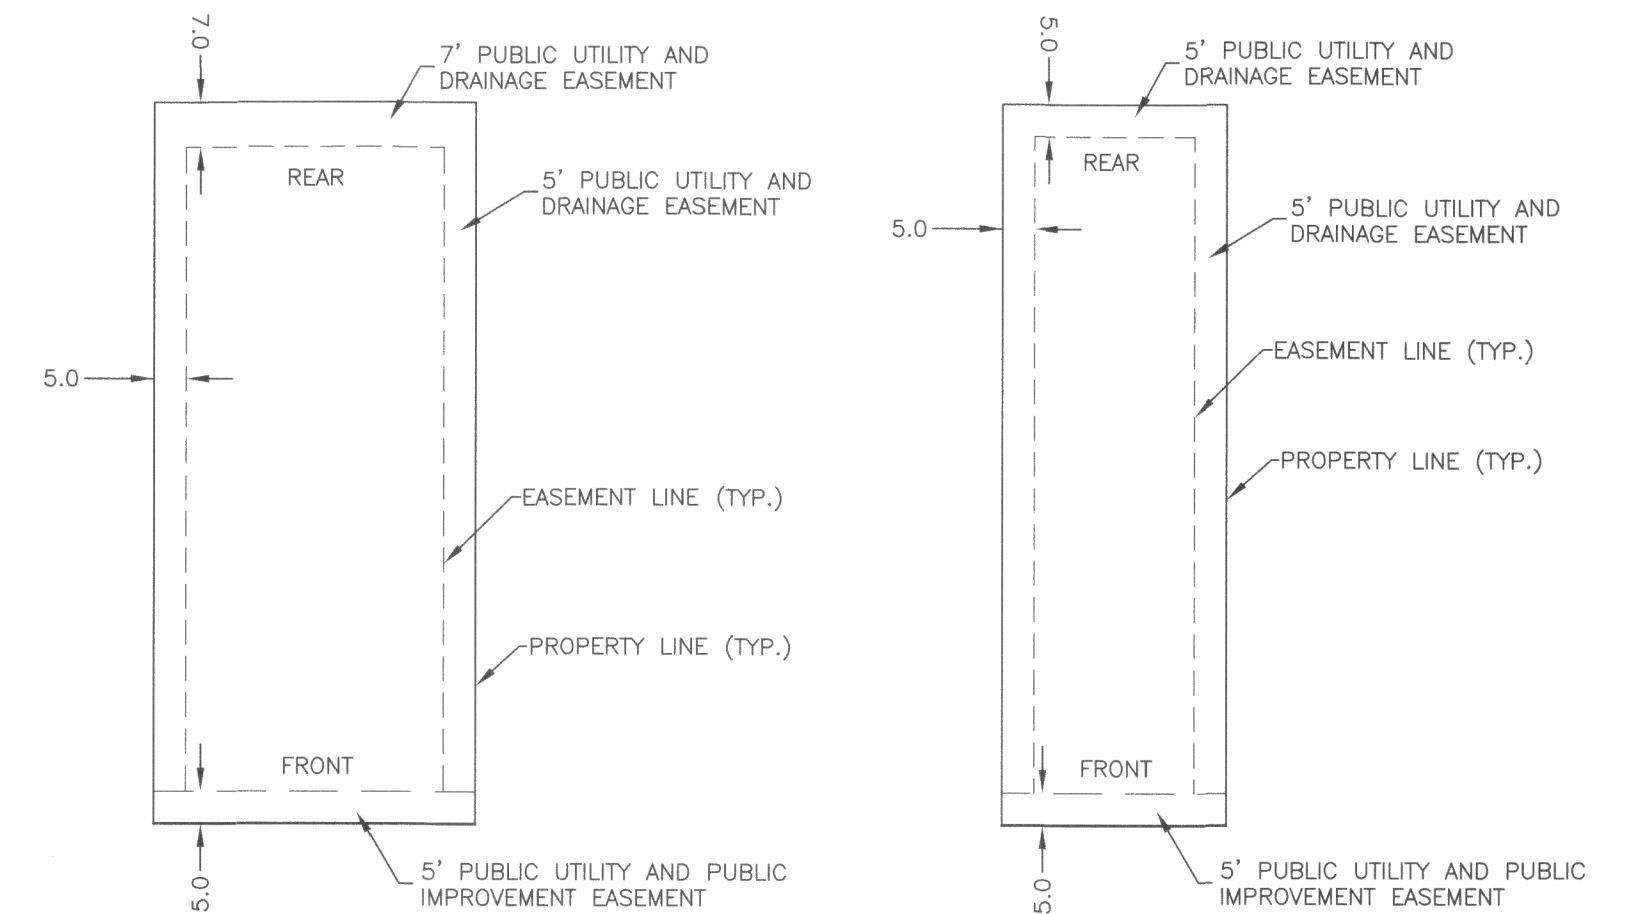 7.0
7' PUBLIC UTILITY AND
DRAINAGE EASEMENT
REAR
5' PUBLIC UTILITY AND
DRAINAGE EASEMENT
5.0
EASEMENT LINE (TYP.)
PROPERTY LINE (TYP.)
FRONT
5.0
5' PUBLIC UTILITY AND PUBLIC
IMPROVEMENT EASEMENT
5.0
5' PUBLIC UTILITY AND
DRAINAGE EASEMENT
REAR
5' PUBLIC UTILITY AND
DRAINAGE EASEMENT
5.0
EASEMENT LINE (TYP.)
PROPERTY LINE (TYP.)
FRONT
5.0
5' PUBLIC UTILITY AND PUBLIC
IMPROVEMENT EASEMENT